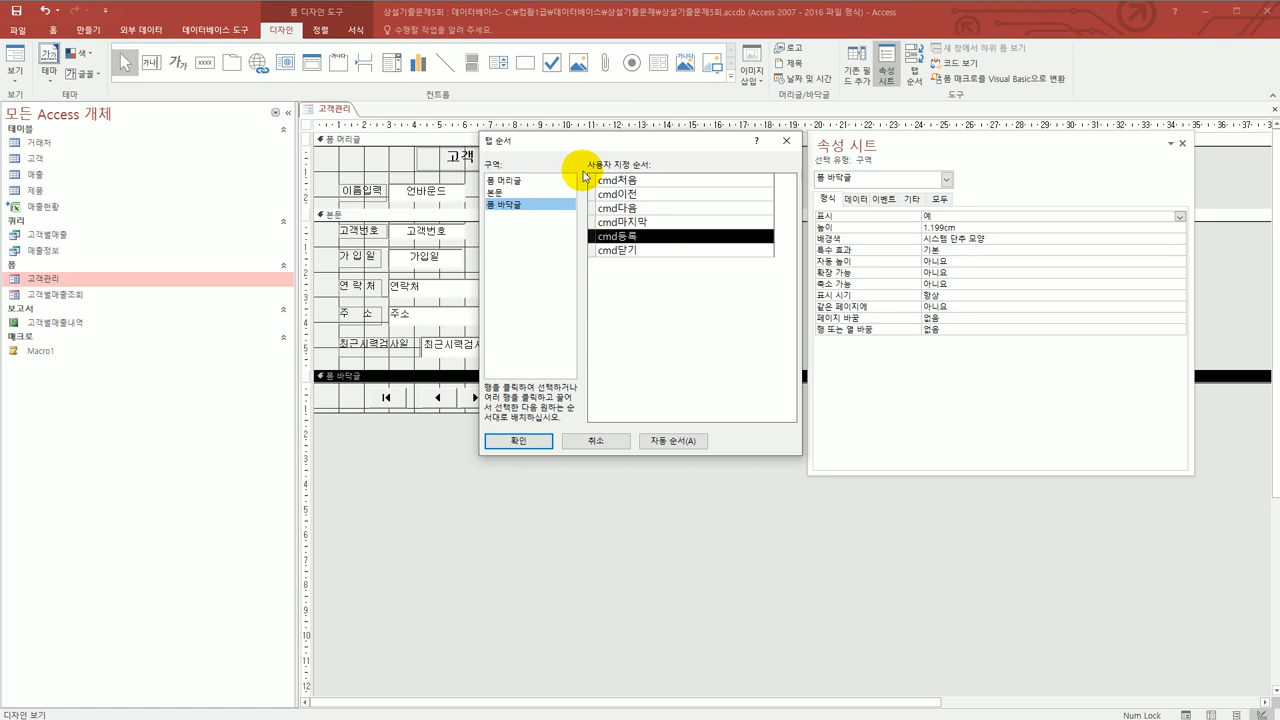 폼 디자인 도구
상설기출문제5회 : 데이터베이스- C:₩컴활1급₩데이터베이스₩상설기출문제₩상설기출문제5회.accdb (Access 2007 - 2016 파일 형식) - Access
파일 홈 만들기 외부 데이터 데이터베이스 도구 디자인 정렬 서식 수행할 작업을 알려 주세요.
보기 테마 색 글꼴
가나 가가 xxxx
이미지 삽입
로고
제목
날짜 및 시간
기존 필드 추가
속성 시트
탭 순서
새 창에서 하위 폼 보기
코드 보기
폼 매크로를 Visual Basic으로 변환
보기 테마 컨트롤 머리글/바닥글 도구
모든 Access 개체
테이블
거래처
고객
매출
제품
매출현황
쿼리
고객별매출
매출정보
폼
고객관리
고객별매출조회
보고서
고객별매출내역
매크로
Macro1
고객관리
폼 머리글
고객
이름입력 언바운드
본문
고객번호 고객번호
가 입 일 가입일
연 락 처 연락처
주 소 주소
최근시력검사일 최근시력검사
폼 바닥글
탭 순서
구역:
폼 머리글
본문
폼 바닥글
사용자 지정 순서:
cmd처음
cmd이전
cmd다음
cmd마지막
cmd등록
cmd닫기
행을 클릭하여 선택하거나
여러 행을 클릭하고 끌어
서 선택한 다음 원하는 순
서대로 배치하십시오.
확인 취소 자동 순서(A)
속성 시트
선택 유형: 구역
폼 바닥글
형식 데이터 이벤트 기타 모두
표시 예
높이 1.199cm
배경색 시스템 단추 모양
특수 효과 기본
자동 높이 아니요
확장 가능 아니요
축소 가능 아니요
표시 시기 항상
같은 페이지에 아니요
페이지 바꿈 없음
행 또는 열 바꿈 없음
디자인 보기
Num Lock